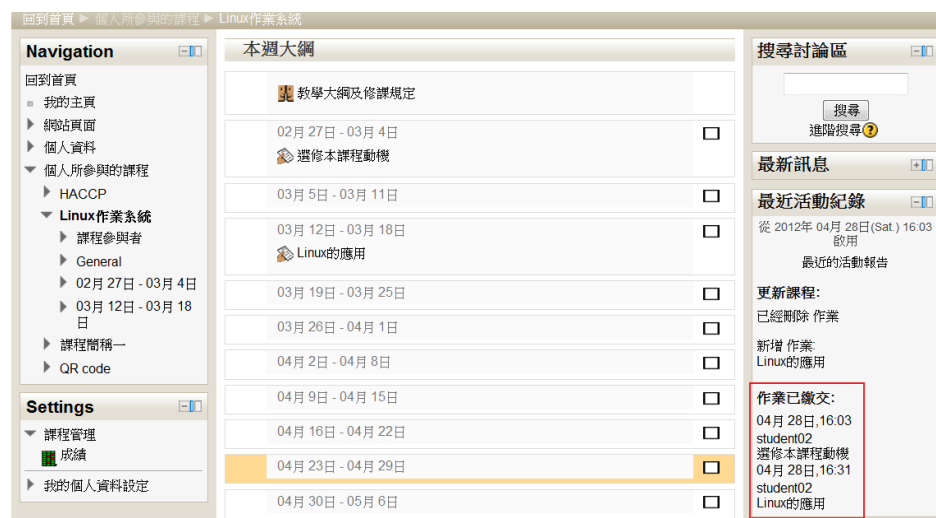 回到首頁 ► 個人所參與的課程 ► Linux作業系統
Navigation
回到首頁
我的主頁
網站頁面
個人資料
個人所參與的課程
HACCP
Linux作業系統
課程參與者
General
02月 27日 - 03月 4日
03月 12日 - 03月 18
日
課程簡稱一
QR code
Settings
課程管理
成績
我的個人資料設定
本週大綱
教學大綱及修課規定
02月 27日 - 03月 4日
選修本課程動機
03月 5日 - 03月 11日
03月 12日 - 03月 18日
Linux的應用
03月 19日 - 03月 25日
03月 26日 - 04月 1日
04月 2日 - 04月 8日
04月 9日 - 04月 15日
04月 16日 - 04月 22日
04月 23日 - 04月 29日
04月 30日 - 05月 6日
搜尋討論區
搜尋
進階搜尋?
最新訊息
最近活動紀錄
從 2012年 04月 28日(Sat.) 16:03
啟用
最近的活動報告
更新課程:
已經刪除 作業
新增 作業:
Linux的應用
作業已繳交:
04月 28日,16:03
student02
選修本課程動機
04月 28日,16:31
student02
Linux的應用